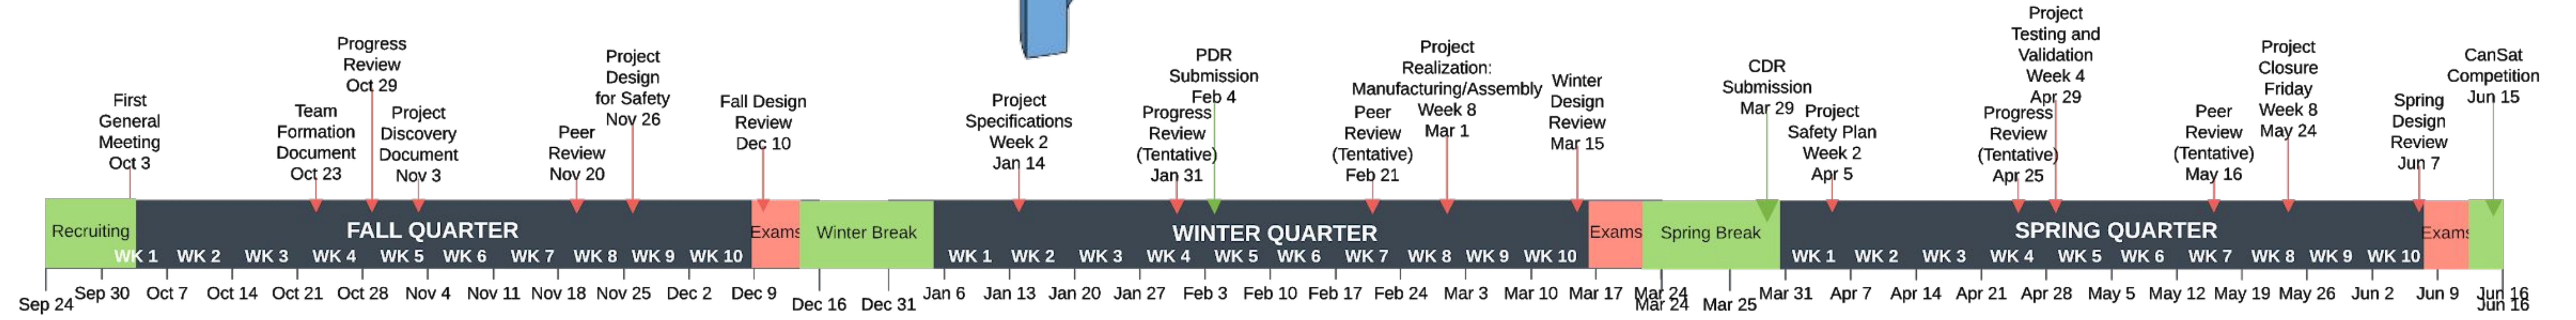 First
General
Meeting
Oct 3
Team
Formation
Document
Oct 23
Progress
Review
Oct 29
Project
Discovery
Document
Nov 3
Peer
Review
Nov 20
Project
Design
for Safety
Nov 26
Fall Design
Review
Dec 10
Project
Specifications
Week 2
Jan 14
Progress
Review
(Tentative)
Jan 31
PDR
Submission
Feb 4
Peer
Review
(Tentative)
Feb 21
Project
Realization:
Manufacturing/Assembly
Week 8
Mar 1
Winter
Design
Review
Mar 15
CDR
Submission
Mar 29
Project
Safety Plan
Week 2
Apr 5
Progress
Review
(Tentative)
Apr 25
Project
Testing and
Validation
Week 4
Apr 29
Peer
Review
(Tentative)
May 16
Project
Closure
Friday
Week 8
May 24
Spring
Design
Review
Jun 7
CanSat
Competition
Jun 15
Recruiting
FALL QUARTER
WK 1 WK 2 WK 3 WK 4 WK 5 WK 6 WK 7 WK 8 WK 9 WK 10
Exams
Winter Break
WINTER QUARTER
WK 1 WK 2 WK 3 WK 4 WK 5 WK 6 WK 7 WK 8 WK 9 WK 10
Exams
Spring Break
SPRING QUARTER
WK 1 WK 2 WK 3 WK 4 WK 5 WK 6 WK 7 WK 8 WK 9 WK 10
Exams
Sep 24 Sep 30 Oct 7 Oct 14 Oct 21 Oct 28 Nov 4 Nov 11 Nov 18 Nov 25 Dec 2 Dec 9 Dec 16 Dec 31 Jan 6 Jan 13 Jan 20 Jan 27 Feb 3 Feb 10 Feb 17 Feb 24 Mar 3 Mar 10 Mar 17 Mar 24 Mar 24 Mar 25 Mar 31 Apr 7 Apr 14 Apr 21 Apr 28 May 5 May 12 May 19 May 26 Jun 2 Jun 9 Jun 16 Jun 16